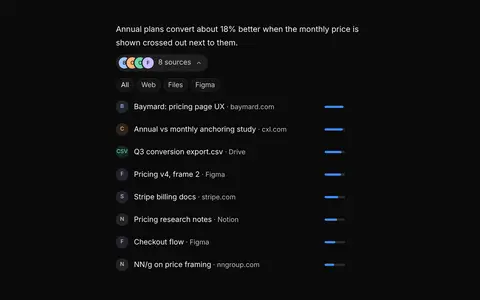 Annual plans convert about 18% better when the monthly price is
shown crossed out next to them.
B C C F 8 sources
All Web Files Figma
B Baymard: pricing page UX · baymard.com
C Annual vs monthly anchoring study · cxl.com
CSV Q3 conversion export.csv · Drive
F Pricing v4, frame 2 · Figma
S Stripe billing docs · stripe.com
N Pricing research notes · Notion
F Checkout flow · Figma
N NN/g on price framing · nngroup.com